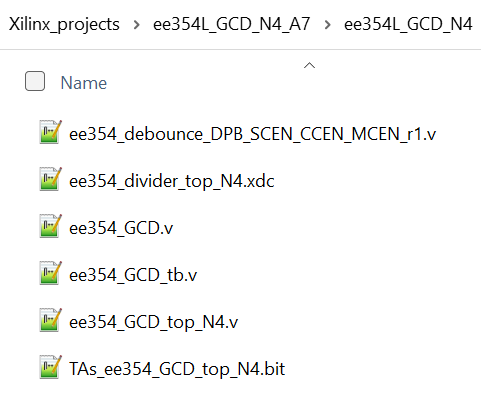 Xilinx_projects > ee354L_GCD_N4_A7 > ee354L_GCD_N4
Name
ee354_debounce_DPB_SCEN_CCEN_MCEN_r1.v
ee354_divider_top_N4.xdc
ee354_GCD.v
ee354_GCD_tb.v
ee354_GCD_top_N4.v
TAs_ee354_GCD_top_N4.bit